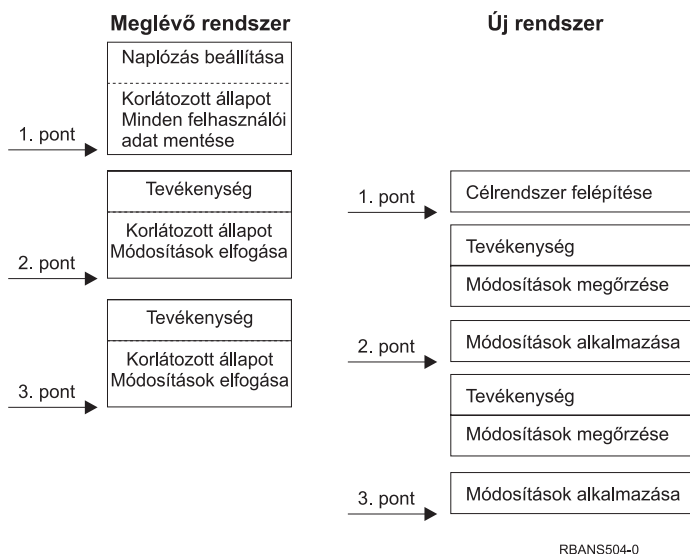 Meglévő rendszer
Naplózás beállítása
Korlátozott állapot
Minden felhasználói
adat mentése
1. pont
Tevékenység
Korlátozott állapot
Módosítások elfogása
2. pont
Tevékenység
Korlátozott állapot
Módosítások elfogása
3. pont
Új rendszer
1. pont
Célrendszer felépítése
Tevékenység
Módosítások megőrzése
2. pont
Módosítások alkalmazása
Tevékenység
Módosítások megőrzése
3. pont
Módosítások alkalmazása
RBANS504-0